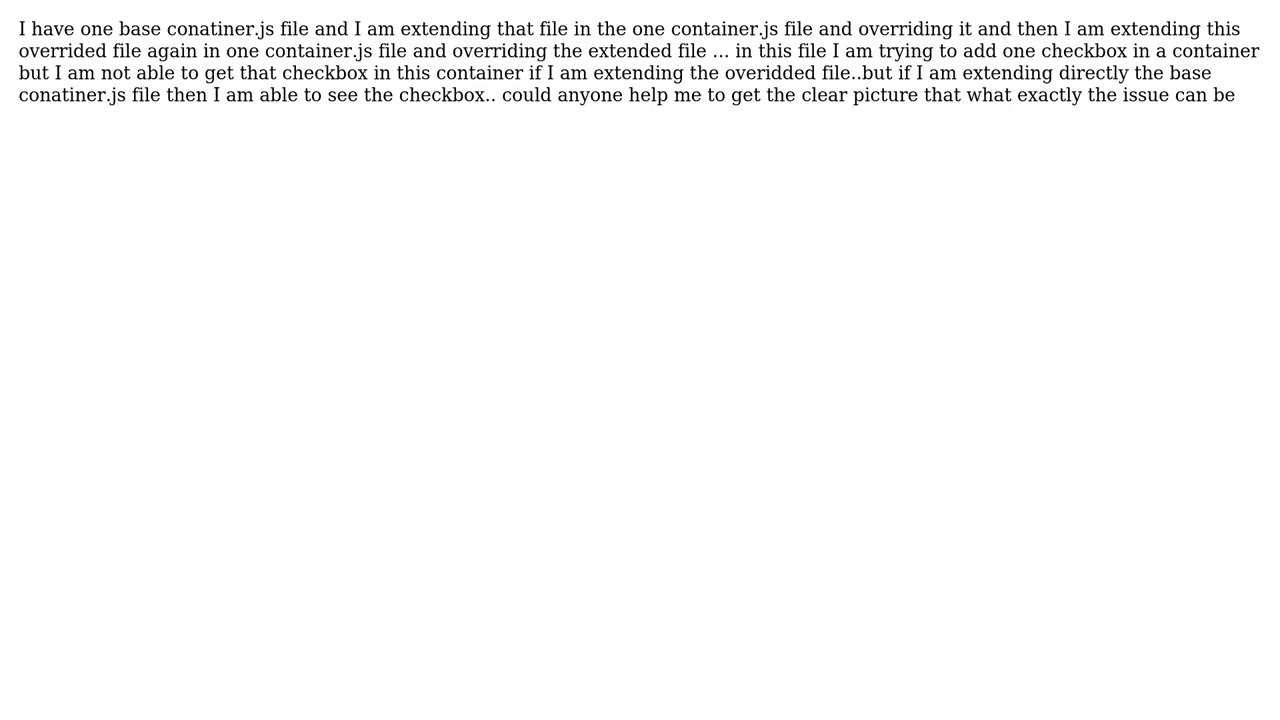 I have one base conatiner.js file and I am extending that file in the one container.js file and overriding it and then I am extending this
overrided file again in one container.js file and overriding the extended file ... in this file I am trying to add one checkbox in a container
but I am not able to get that checkbox in this container if I am extending the overidded file..but if I am extending directly the base
conatiner.js file then I am able to see the checkbox.. could anyone help me to get the clear picture that what exactly the issue can be